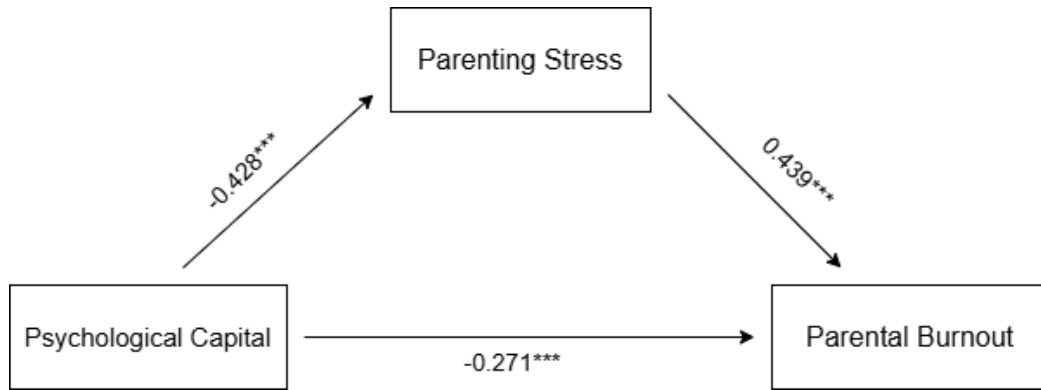 Parenting Stress
-0.428***
0.439***
Psychological Capital
-0.271***
Parental Burnout